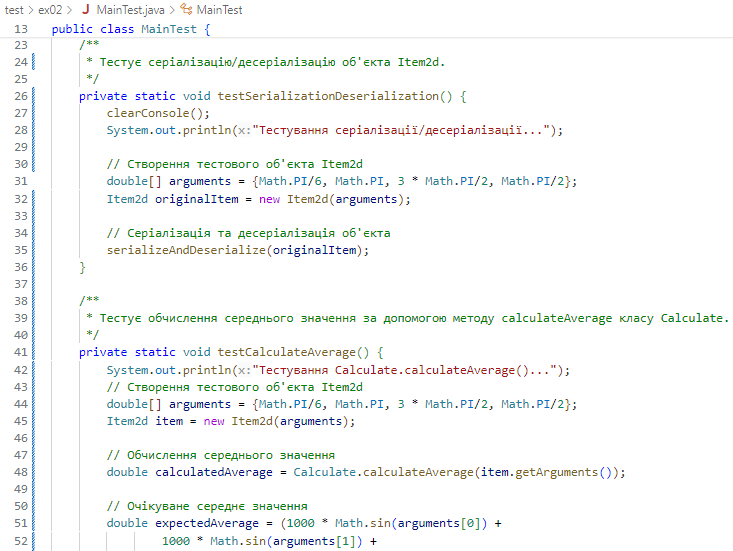 test > ex02 > J MainTest.java > MainTest
13 public class MainTest {
23 /**
24 * Тестує серіалізацію/десеріалізацію об'єкта Item2d.
25 */
26 private static void testSerializationDeserialization() {
27 clearConsole();
28 System.out.println(x:"Тестування серіалізації/десеріалізації...");
29
30 // Створення тестового об'єкта Item2d
31 double[] arguments = {Math.PI/6, Math.PI, 3 * Math.PI/2, Math.PI/2};
32 Item2d originalItem = new Item2d(arguments);
33
34 // Серіалізація та десеріалізація об'єкта
35 serializeAndDeserialize(originalItem);
36 }
37
38 /**
39 * Тестує обчислення середнього значення за допомогою методу calculateAverage класу Calculate.
40 */
41 private static void testCalculateAverage() {
42 System.out.println(x:"Тестування Calculate.calculateAverage()...");
43 // Створення тестового об'єкта Item2d
44 double[] arguments = {Math.PI/6, Math.PI, 3 * Math.PI/2, Math.PI/2};
45 Item2d item = new Item2d(arguments);
46
47 // Обчислення середнього значення
48 double calculatedAverage = Calculate.calculateAverage(item.getArguments());
49
50 // Очікуване середнє значення
51 double expectedAverage = (1000 * Math.sin(arguments[0]) +
52 1000 * Math.sin(arguments[1]) +